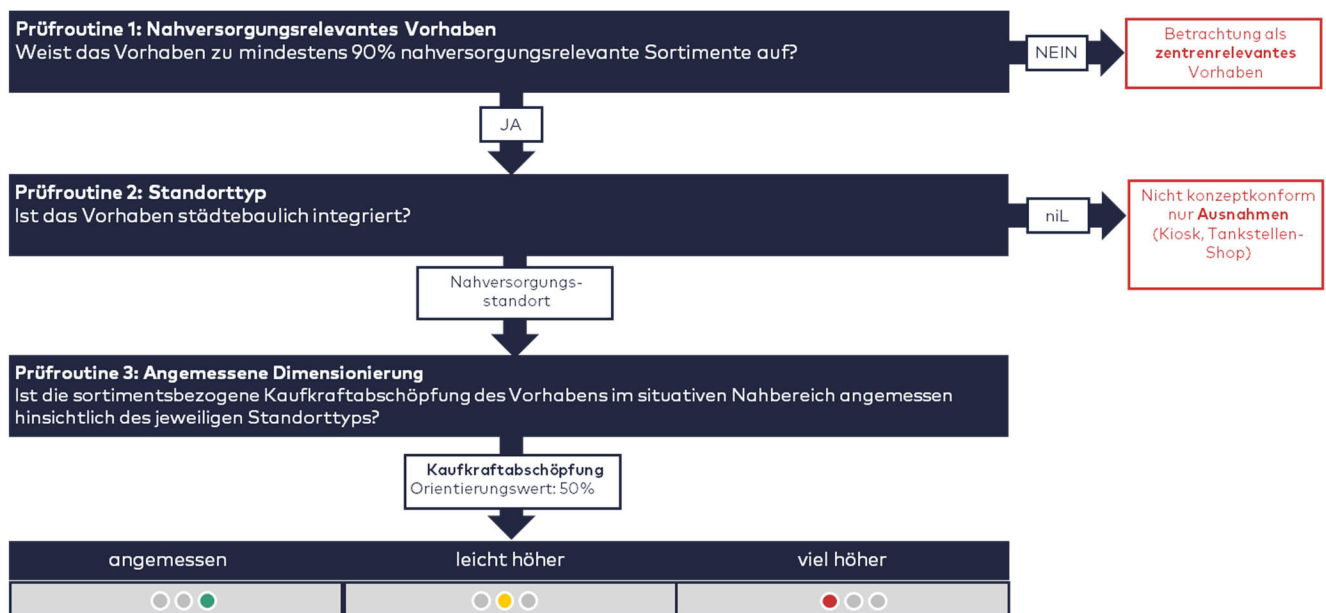 Prüfroutine 1: Nahversorgungsrelevantes Vorhaben
Weist das Vorhaben zu mindestens 90% nahversorgungsrelevante Sortimente auf?
NEIN
Betrachtung als
zentrenrelevantes
Vorhaben
JA
Prüfroutine 2: Standorttyp
Ist das Vorhaben städtebaulich integriert?
niL
Nicht konzeptkonform
nur Ausnahmen
(Kiosk, Tankstellen-
Shop)
Nahversorgungs-
standort
Prüfroutine 3: Angemessene Dimensionierung
Ist die sortimentsbezogene Kaufkraftabschöpfung des Vorhabens im situativen Nahbereich angemessen
hinsichtlich des jeweiligen Standorttyps?
Kaufkraftabschöpfung
Orientierungswert: 50%
angemessen
leicht höher
viel höher